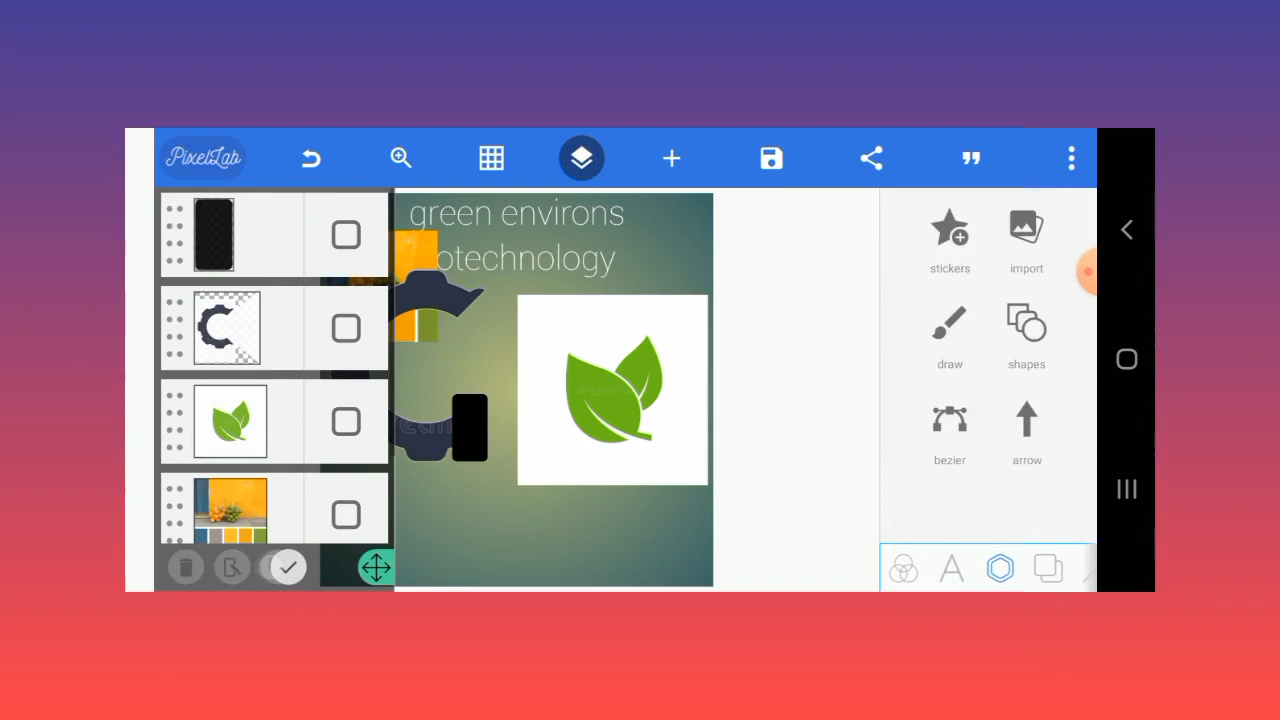 PixelLab
green environs
otechnology
stickers
import
draw
shapes
bezier
arrow